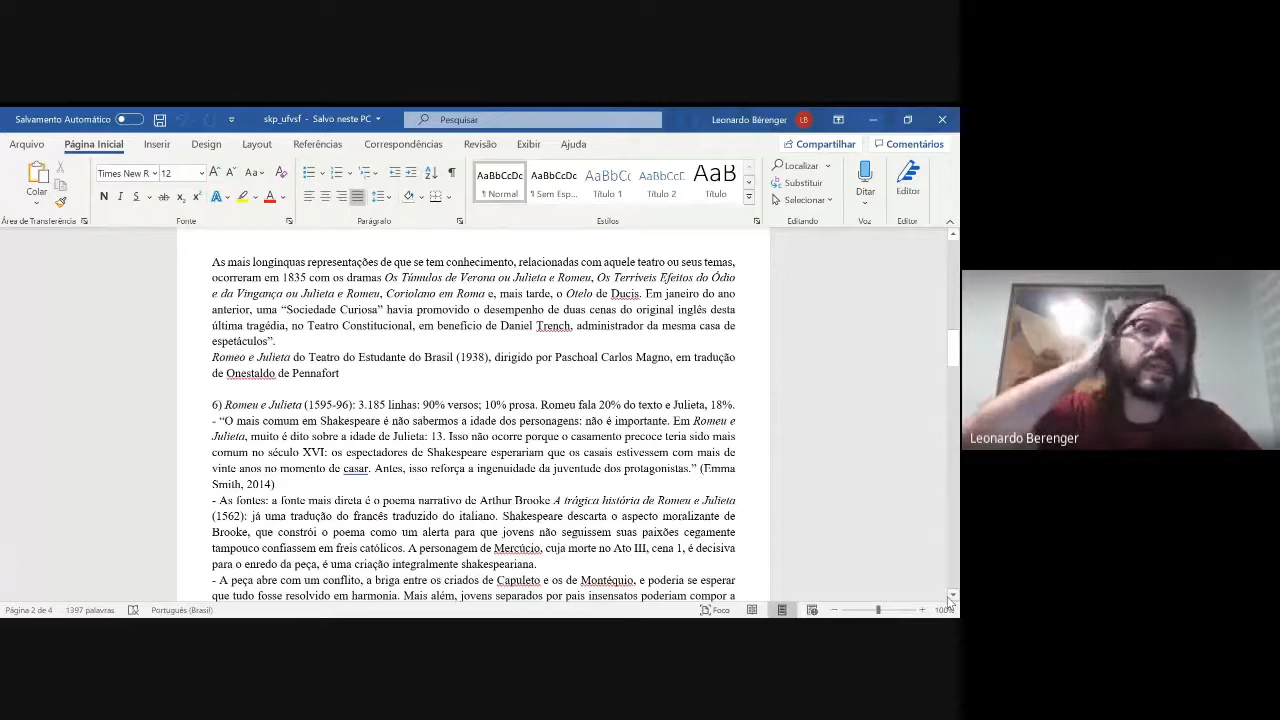 Salvamento Automático
skp_ufvsf - Salvo neste PC
Pesquisar
Leonardo Bérenger
LB
Arquivo
Página Inicial
Inserir
Design
Layout
Referências
Correspondências
Revisão
Exibir
Ajuda
Compartilhar
Comentários
Colar
Times New R
12
N I S ab x₂ x²
AaBbCcDc
AaBbCcDc
AaBbCc
AaBbCcC
AaB
¶ Normal
¶ Sem Esp...
Título 1
Título 2
Título
Localizar
Substituir
Selecionar
Ditar
Editor
Área de Transferência
Fonte
Parágrafo
Estilos
Editando
Voz
Editor
As mais longínquas representações de que se tem conhecimento, relacionadas com aquele teatro ou seus temas,
ocorreram em 1835 com os dramas Os Túmulos de Verona ou Julieta e Romeu, Os Terríveis Efeitos do Ódio
e da Vingança ou Julieta e Romeu, Coriolano em Roma e, mais tarde, o Otelo de Ducis. Em janeiro do ano
anterior, uma “Sociedade Curiosa” havia promovido o desempenho de duas cenas do original inglês desta
última tragédia, no Teatro Constitucional, em benefício de Daniel Trench, administrador da mesma casa de
espetáculos”.
Romeo e Julieta do Teatro do Estudante do Brasil (1938), dirigido por Paschoal Carlos Magno, em tradução
de Onestaldo de Pennafort
6) Romeu e Julieta (1595-96): 3.185 linhas: 90% versos; 10% prosa. Romeu fala 20% do texto e Julieta, 18%.
- “O mais comum em Shakespeare é não sabermos a idade dos personagens: não é importante. Em Romeu e
Julieta, muito é dito sobre a idade de Julieta: 13. Isso não ocorre porque o casamento precoce teria sido mais
comum no século XVI: os espectadores de Shakespeare esperariam que os casais estivessem com mais de
vinte anos no momento de casar. Antes, isso reforça a ingenuidade da juventude dos protagonistas.” (Emma
Smith, 2014)
- As fontes: a fonte mais direta é o poema narrativo de Arthur Brooke A trágica história de Romeu e Julieta
(1562): já uma tradução do francês traduzido do italiano. Shakespeare descarta o aspecto moralizante de
Brooke, que constrói o poema como um alerta para que jovens não seguissem suas paixões cegamente
tampouco confiassem em freis católicos. A personagem de Mercúcio, cuja morte no Ato III, cena 1, é decisiva
para o enredo da peça, é uma criação integralmente shakespeariana.
- A peça abre com um conflito, a briga entre os criados de Capuleto e os de Montéquio, e poderia se esperar
que tudo fosse resolvido em harmonia. Mais além, jovens separados por pais insensatos poderiam compor a
Página 2 de 4
1397 palavras
Português (Brasil)
Foco
100%
Leonardo Berenger